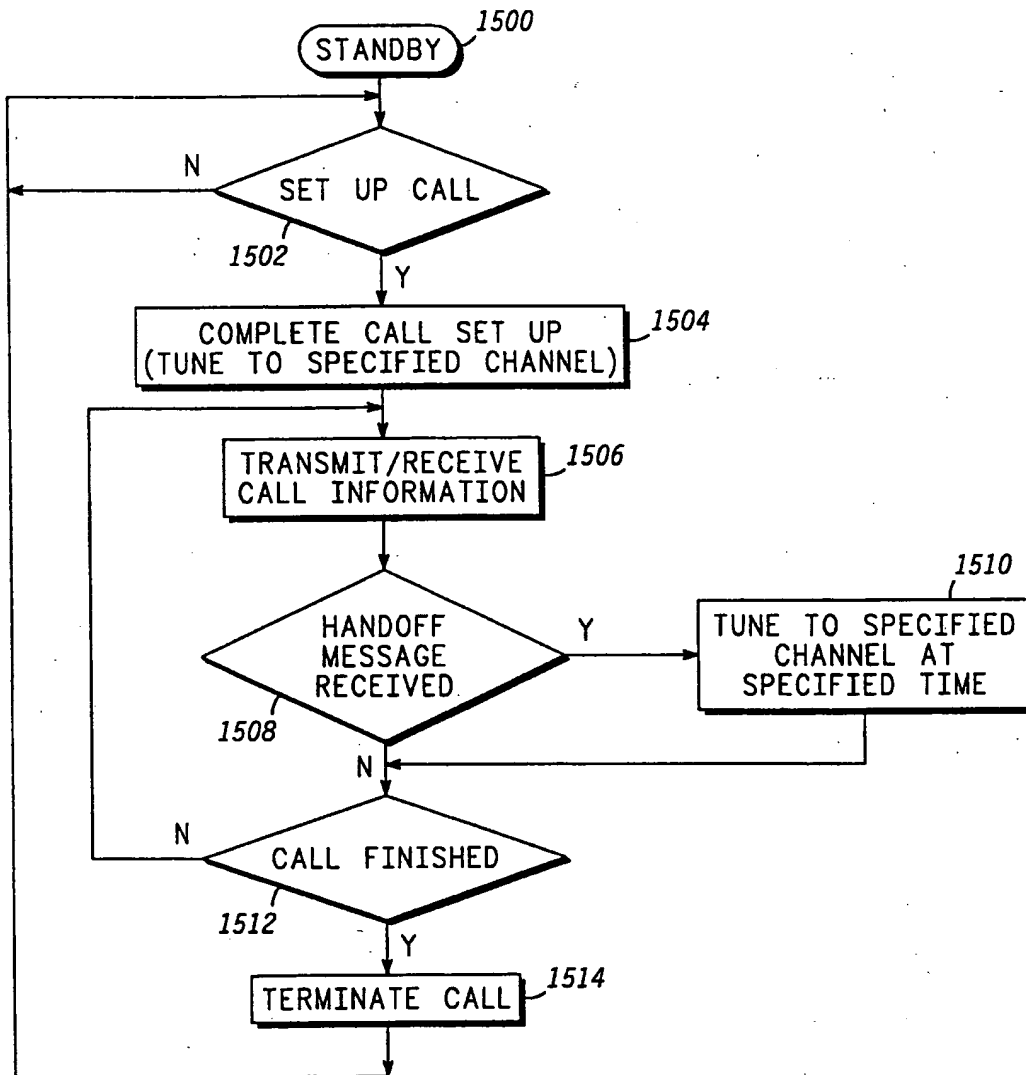 1500
STANDBY
N
SET UP CALL
1502
Y
COMPLETE CALL SET UP
(TUNE TO SPECIFIED CHANNEL)
1504
TRANSMIT/RECEIVE
CALL INFORMATION
1506
HANDOFF
MESSAGE
RECEIVED
1508
Y
1510
TUNE TO SPECIFIED
CHANNEL AT
SPECIFIED TIME
N
N
CALL FINISHED
1512
Y
TERMINATE CALL
1514